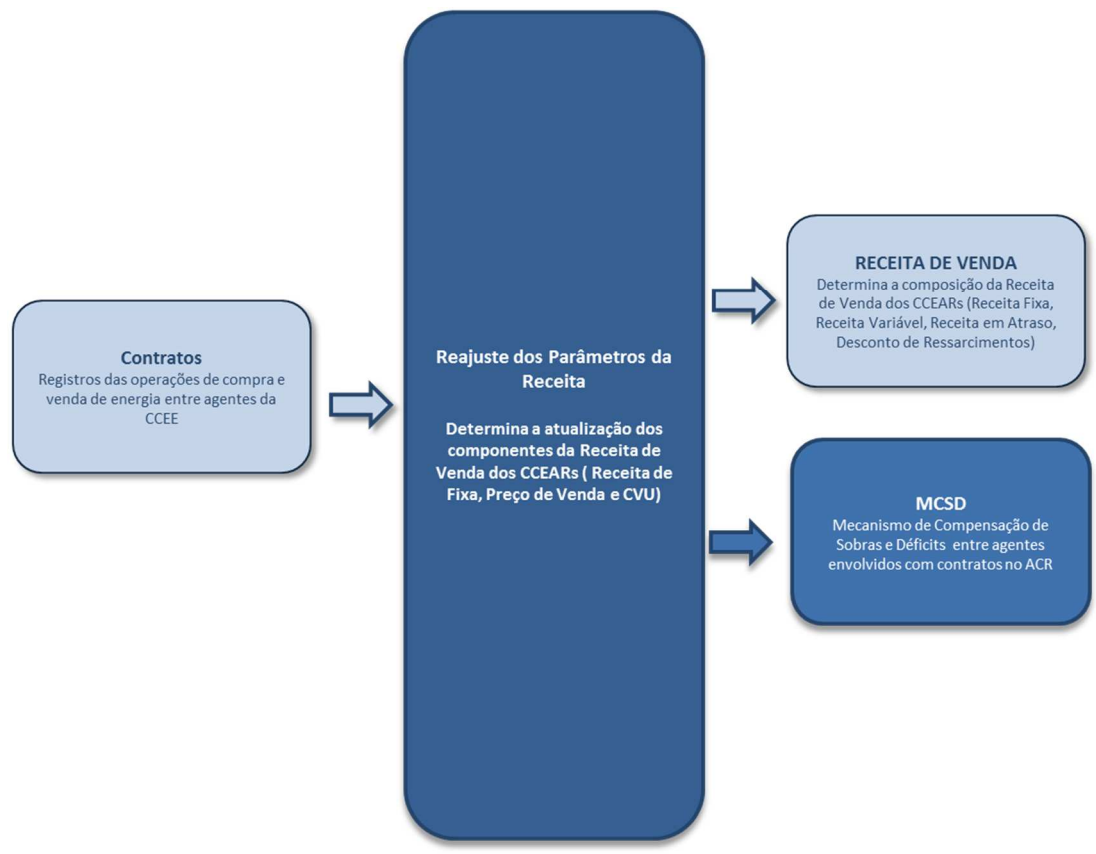 Contratos
Registros das operações de compra e
venda de energia entre agentes da
CCEE
Reajuste dos Parâmetros da
Receita
Determina a atualização dos
componentes da Receita de
Venda dos CCEARs ( Receita de
Fixa, Preço de Venda e CVU)
RECEITA DE VENDA
Determina a composição da Receita
de Venda dos CCEARs (Receita Fixa,
Receita Variável, Receita em Atraso,
Desconto de Ressarcimentos)
MCSD
Mecanismo de Compensação de
Sobras e Déficits entre agentes
envolvidos com contratos no ACR